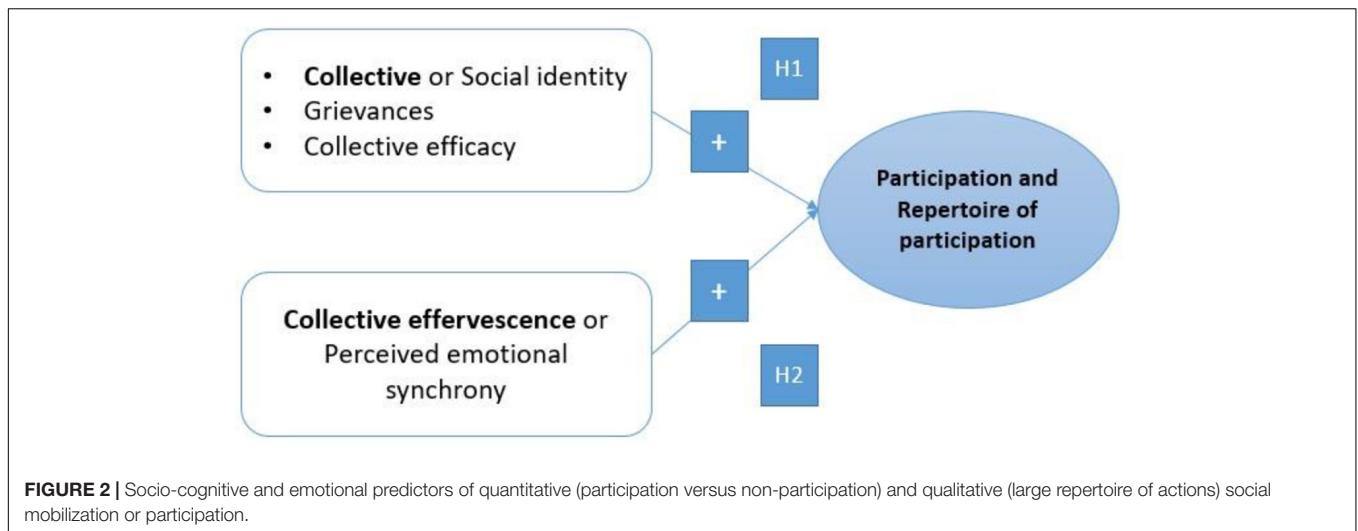 • Collective or Social identity
• Grievances
• Collective efficacy
H1
+
Participation and
Repertoire of
participation
+
Collective effervescence or
Perceived emotional
synchrony
H2
FIGURE 2 | Socio-cognitive and emotional predictors of quantitative (participation versus non-participation) and qualitative (large repertoire of actions) social
mobilization or participation.